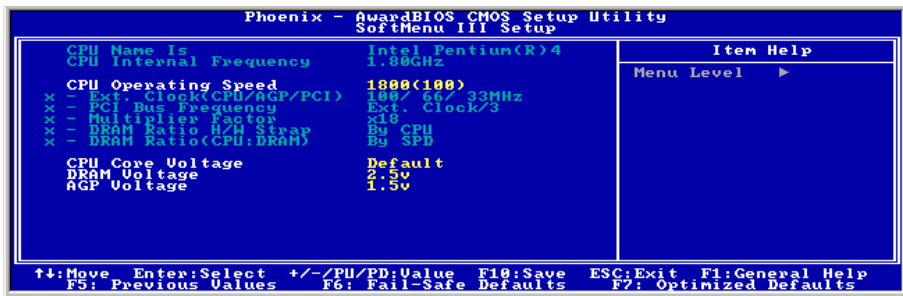 Phoenix - AwardBIOS CMOS Setup Utility
SoftMenu III Setup
CPU Name Is Intel Pentium(R)4
CPU Internal Frequency 1.80GHz
CPU Operating Speed 1800(100)
x - Ext. Clock(CPU/AGP/PCI) 100/ 66/ 33MHz
x - PCI Bus Frequency Ext. Clock/3
x - Multiplier Factor x18
x - DRAM Ratio H/W Strap By CPU
x - DRAM Ratio(CPU:DRAM) By SPD
CPU Core Voltage Default
DRAM Voltage 2.5v
AGP Voltage 1.5v
Item Help
Menu Level ►
↑↓:Move Enter:Select +/-/PU/PD:Value F10:Save ESC:Exit F1:General Help
F5: Previous Values F6: Fail-Safe Defaults F7: Optimized Defaults